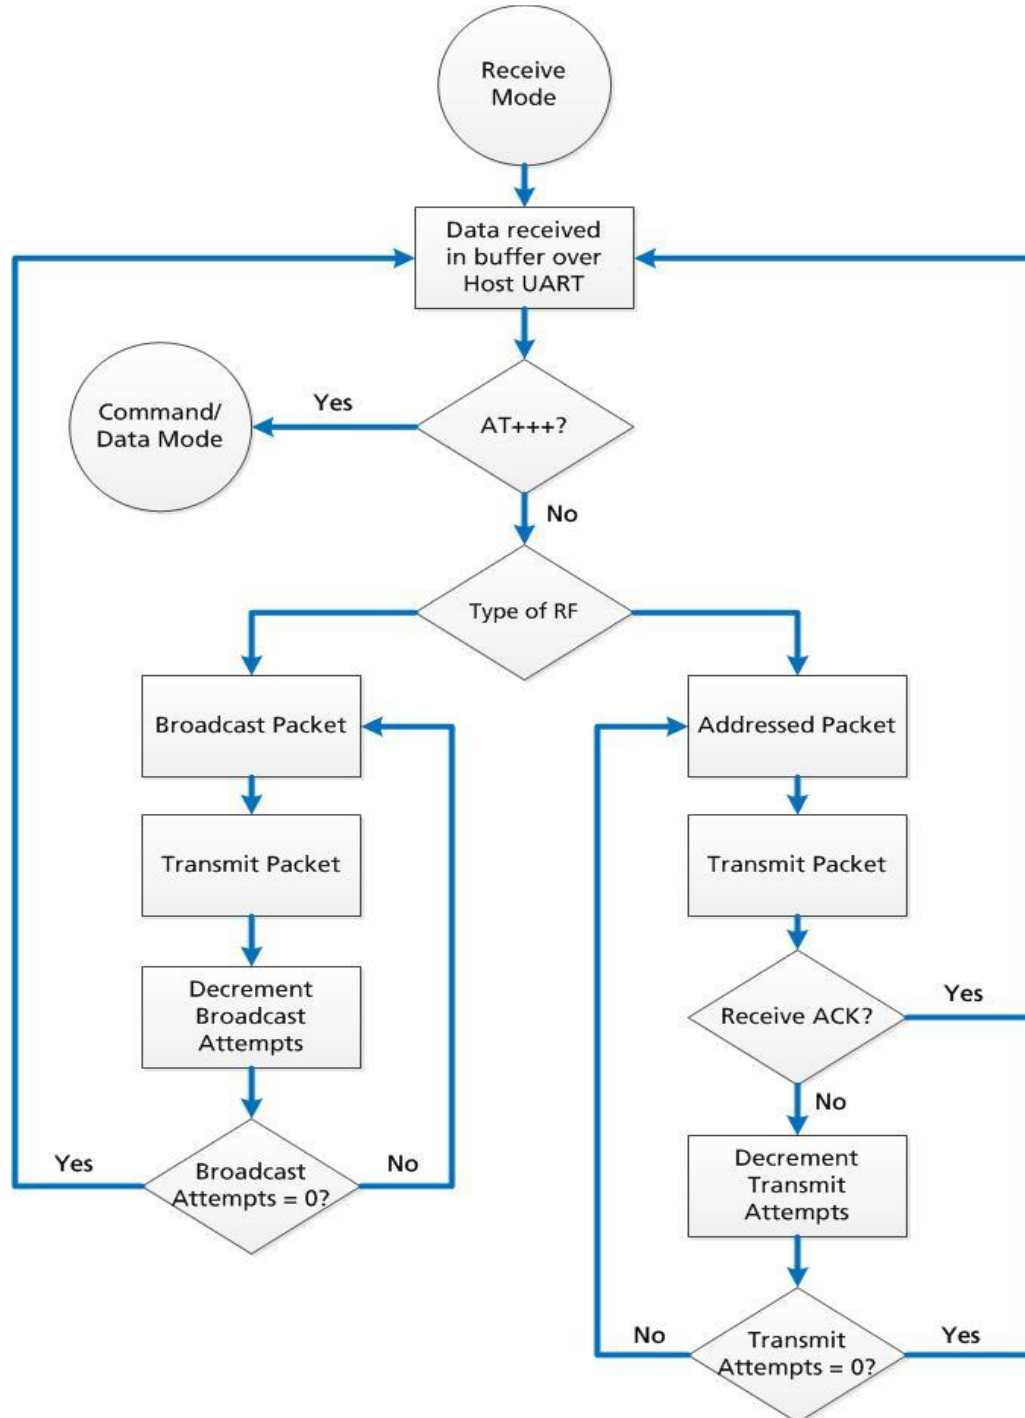 Receive
Mode
Data received
in buffer over
Host UART
Yes
Command/
Data Mode
AT+++?
No
Type of RF
Broadcast Packet
Addressed Packet
Transmit Packet
Transmit Packet
Decrement
Broadcast
Attempts
Receive ACK?
Yes
No
Yes
Broadcast
Attempts = 0?
No
Decrement
Transmit
Attempts
No
Transmit
Attempts = 0?
Yes